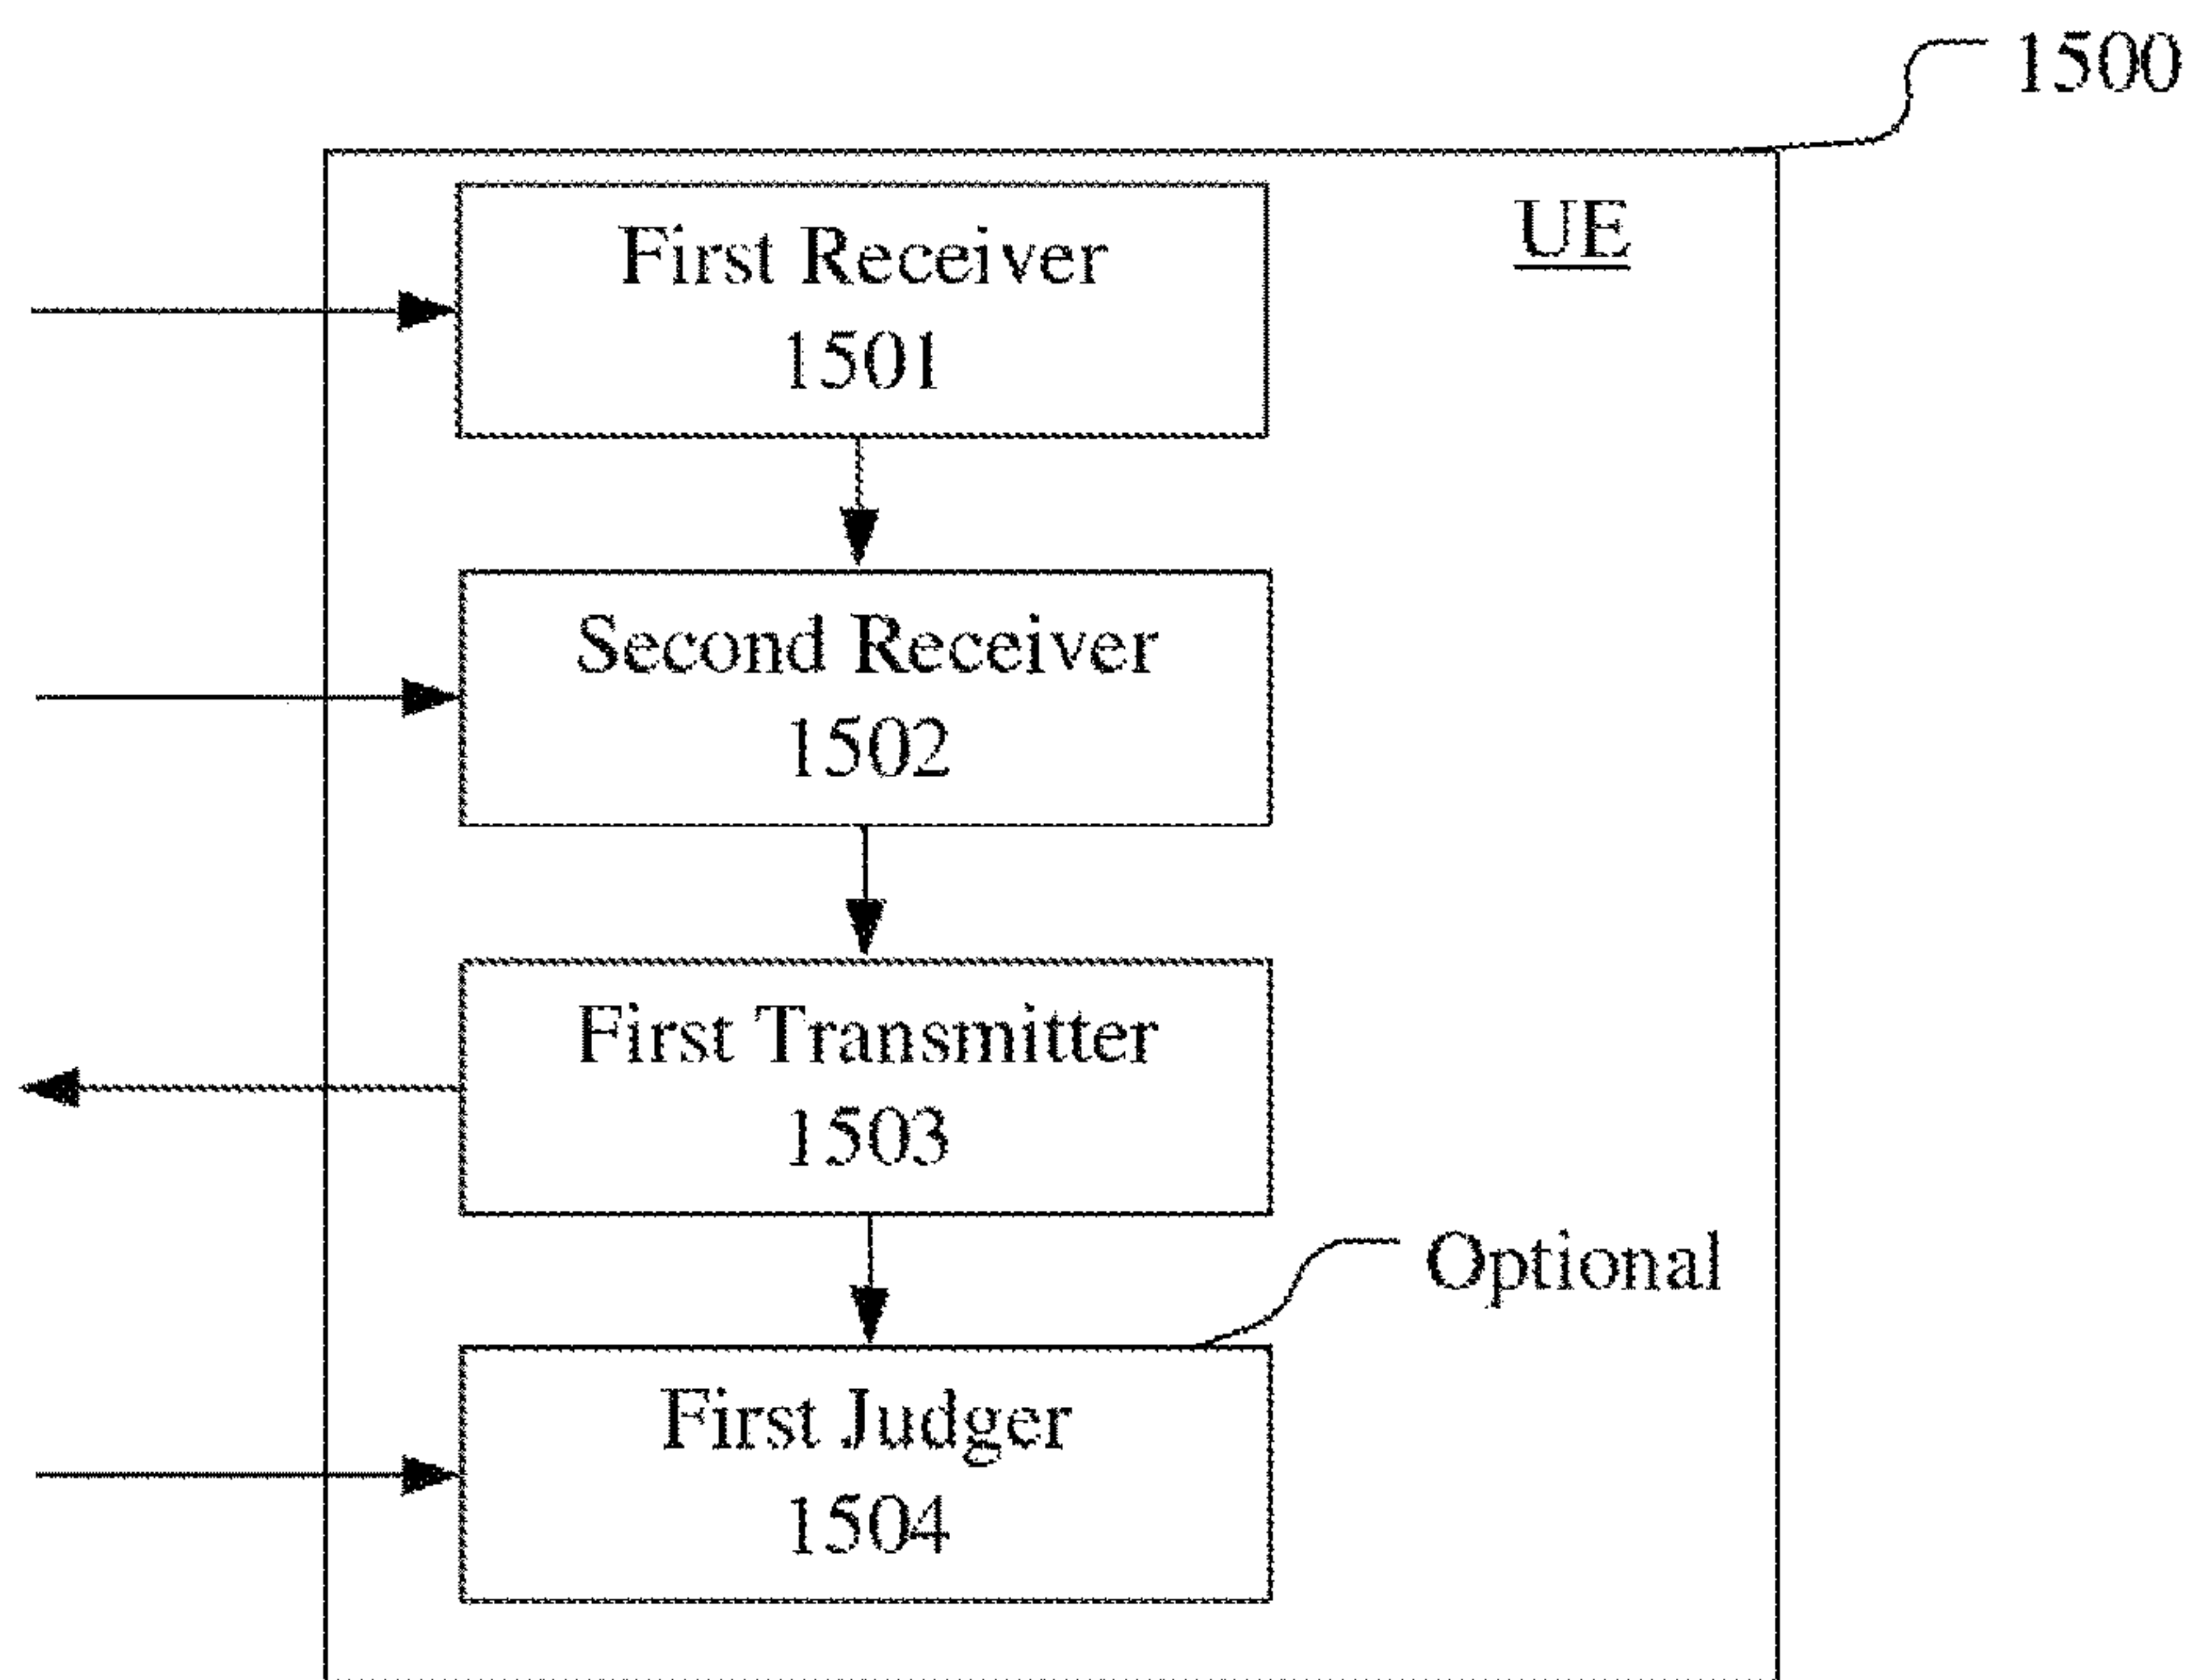 1500
UE
First Receiver
1501
Second Receiver
1502
First Transmitter
1503
Optional
First Judger
1504